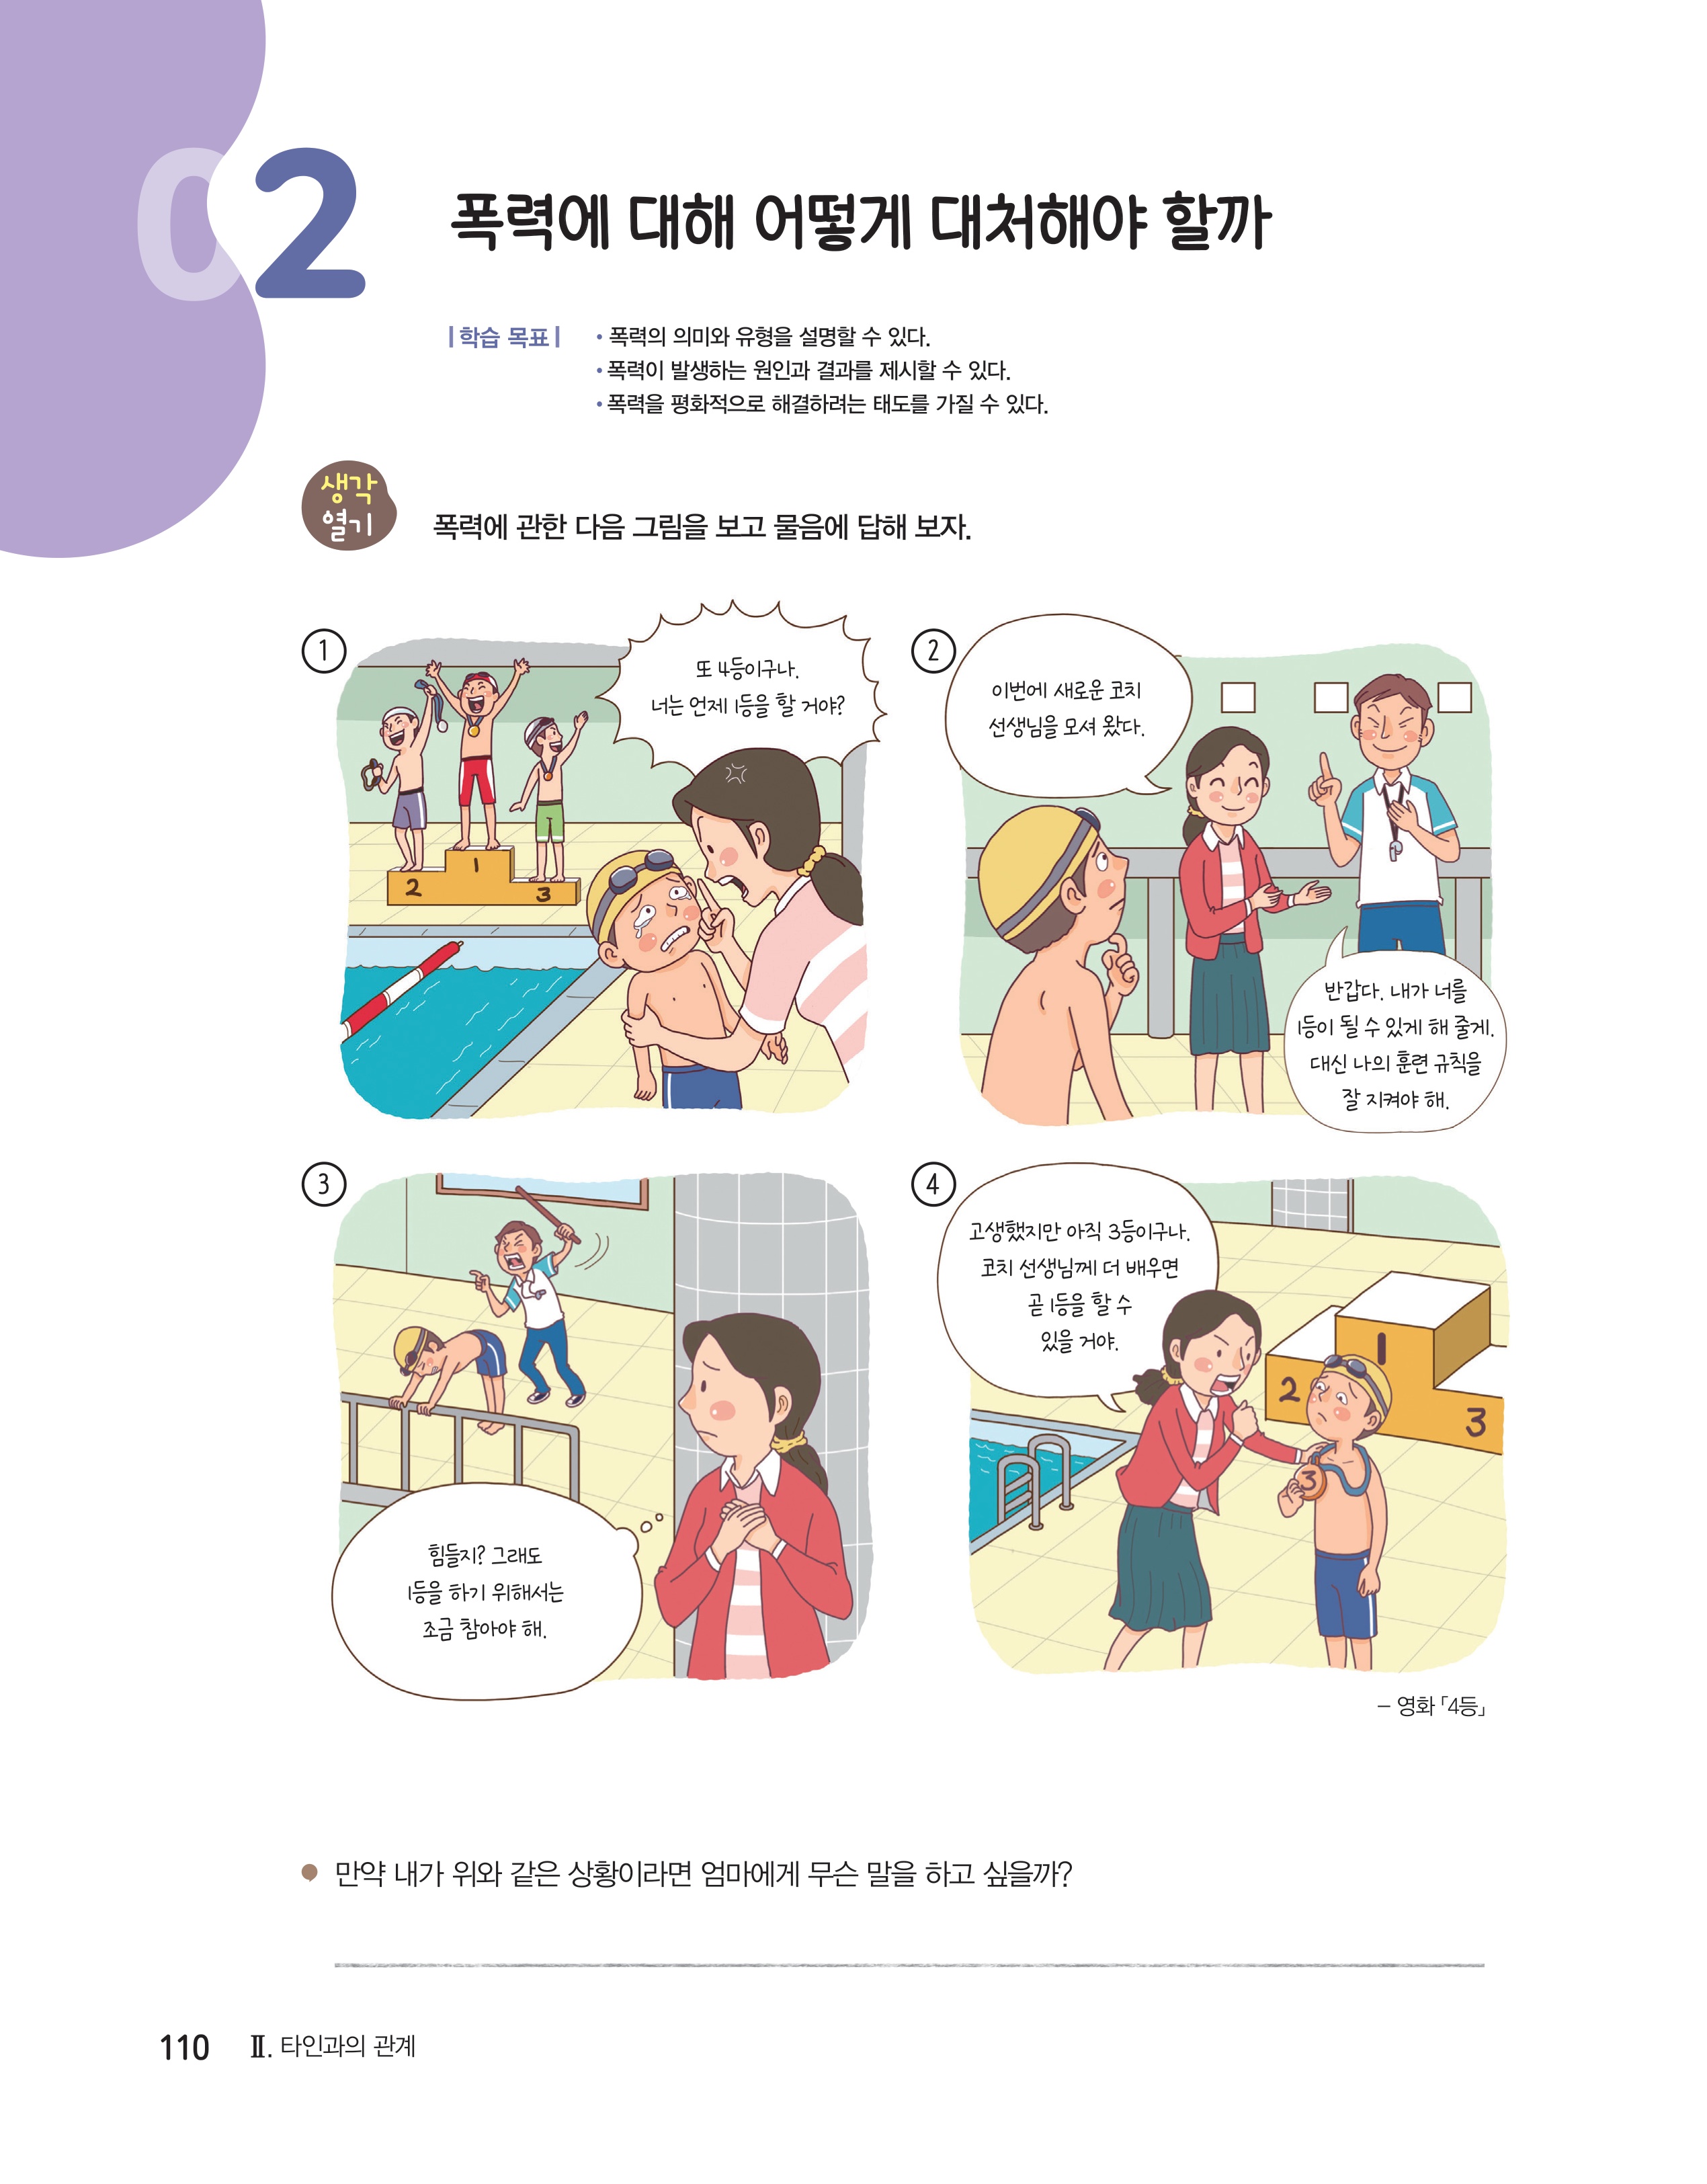 02
폭력에 대해 어떻게 대처해야 할까
|학습 목표|
• 폭력의 의미와 유형을 설명할 수 있다.
• 폭력이 발생하는 원인과 결과를 제시할 수 있다.
• 폭력을 평화적으로 해결하려는 태도를 가질 수 있다.
생각
열기
폭력에 관한 다음 그림을 보고 물음에 답해 보자.
1
또 4등이구나.
너는 언제 1등을 할 거야?
2
1
3
2
이번에 새로운 코치
선생님을 모셔 왔다.
반갑다. 내가 너를
1등이 될 수 있게 해 줄게.
대신 나의 훈련 규칙을
잘 지켜야 해.
3
힘들지? 그래도
1등을 하기 위해서는
조금 참아야 해.
4
고생했지만 아직 3등이구나.
코치 선생님께 더 배우면
곧 1등을 할 수
있을 거야.
1
2
3
3
– 영화 「4등」
만약 내가 위와 같은 상황이라면 엄마에게 무슨 말을 하고 싶을까?
110 Ⅱ. 타인과의 관계